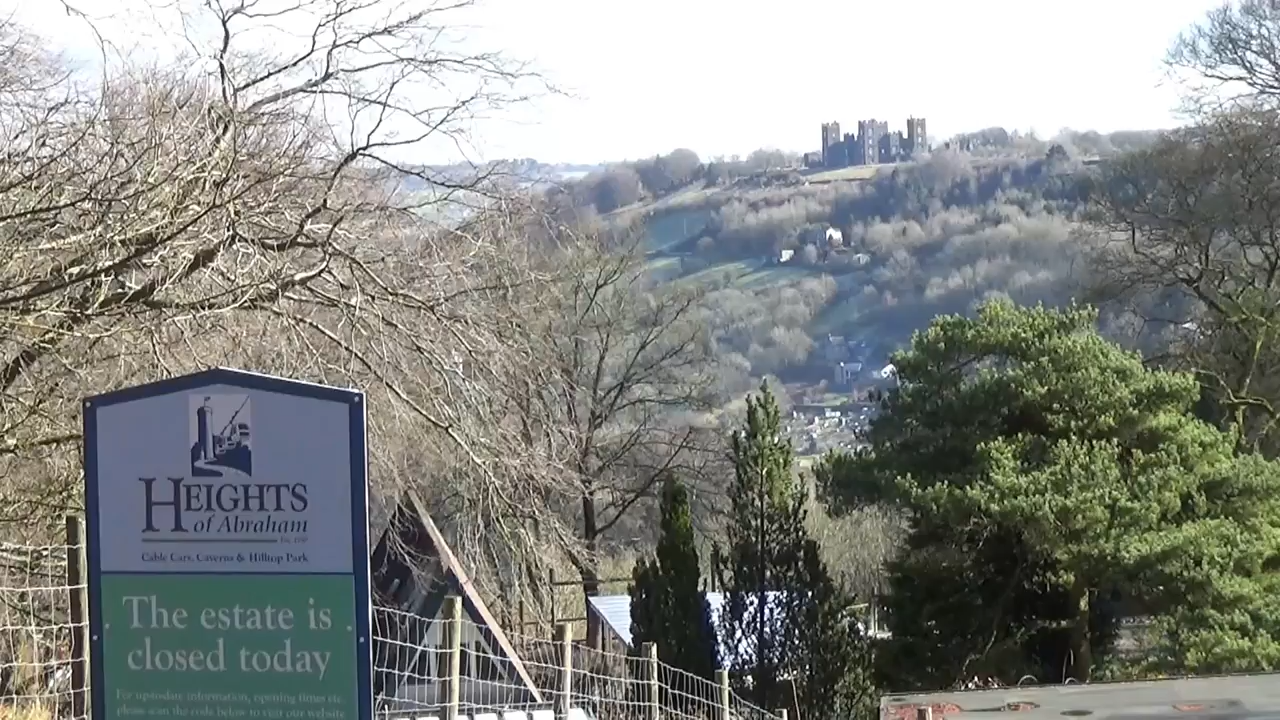 HEIGHTS
of Abraham
Cable Cars, Caverns & Hilltop Park
The estate is
closed today
For up-to-date information, opening times etc.
please scan the code below to visit our website